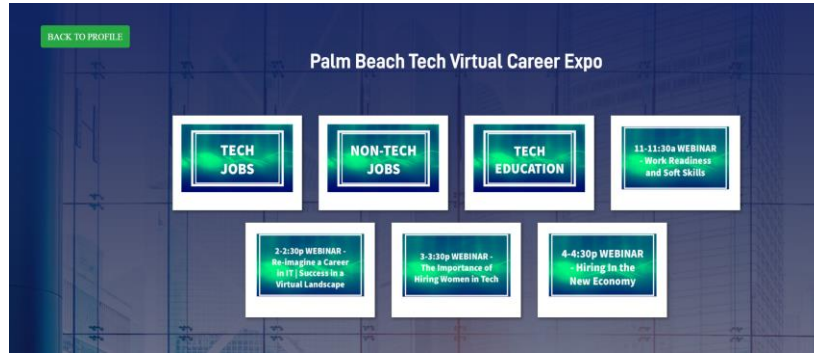 BACK TO PROFILE
Palm Beach Tech Virtual Career Expo
TECH
JOBS
NON-TECH
JOBS
TECH
EDUCATION
11-11:30a WEBINAR
- Work Readiness
and Soft Skills
2-2:30p WEBINAR -
Re-imagine a Career
in IT | Success in a
Virtual Landscape
3-3:30p WEBINAR -
The Importance of
Hiring Women in Tech
4-4:30p WEBINAR
- Hiring In the
New Economy